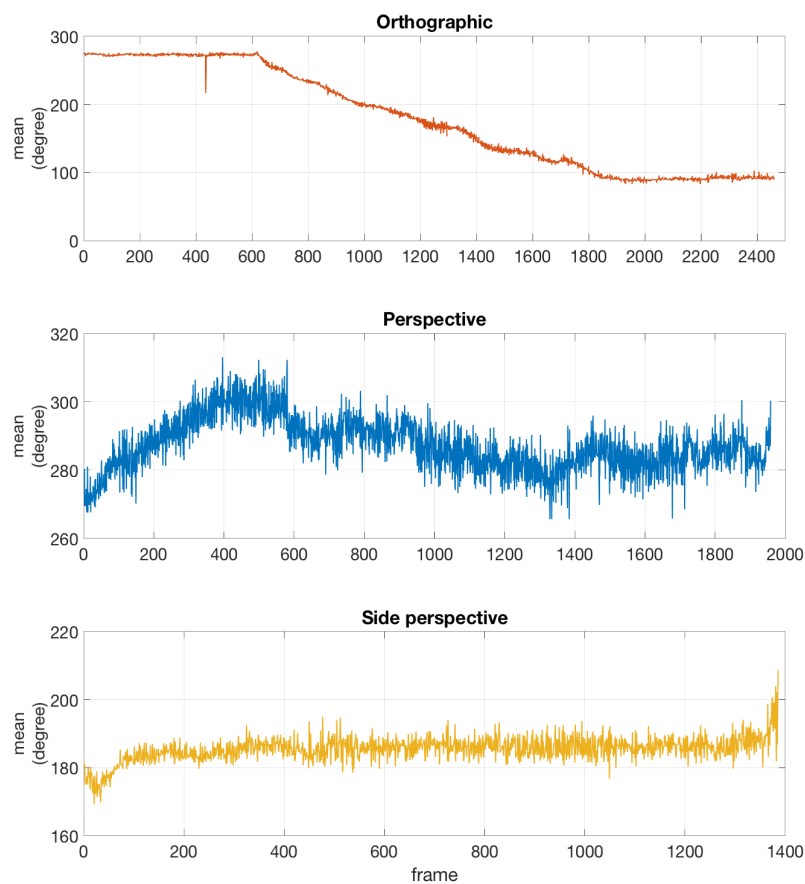 Orthographic
300
200
100
0
mean
(degree)
0 200 400 600 800 1000 1200 1400 1600 1800 2000 2200 2400
Perspective
320
300
280
260
mean
(degree)
0 200 400 600 800 1000 1200 1400 1600 1800 2000
Side perspective
220
200
180
160
mean
(degree)
0 200 400 600 800 1000 1200 1400
frame